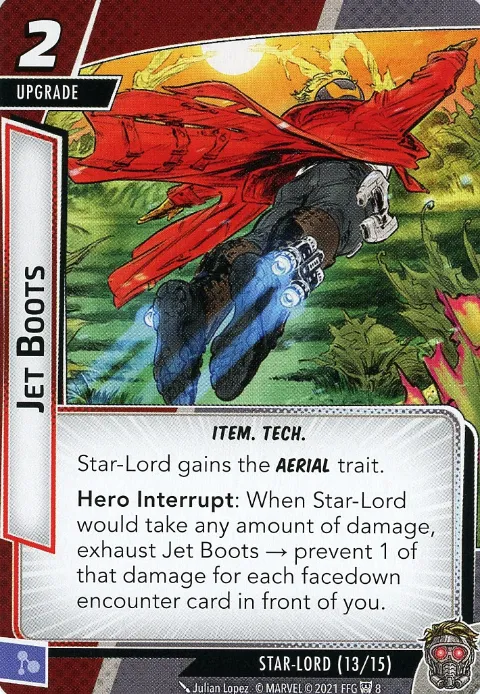 2
UPGRADE
JET BOOTS
ITEM. TECH.
Star-Lord gains the AERIAL trait.
Hero Interrupt: When Star-Lord
would take any amount of damage,
exhaust Jet Boots → prevent 1 of
that damage for each facedown
encounter card in front of you.
STAR-LORD (13/15)
Julian Lopez © MARVEL © 2021 FFG 8